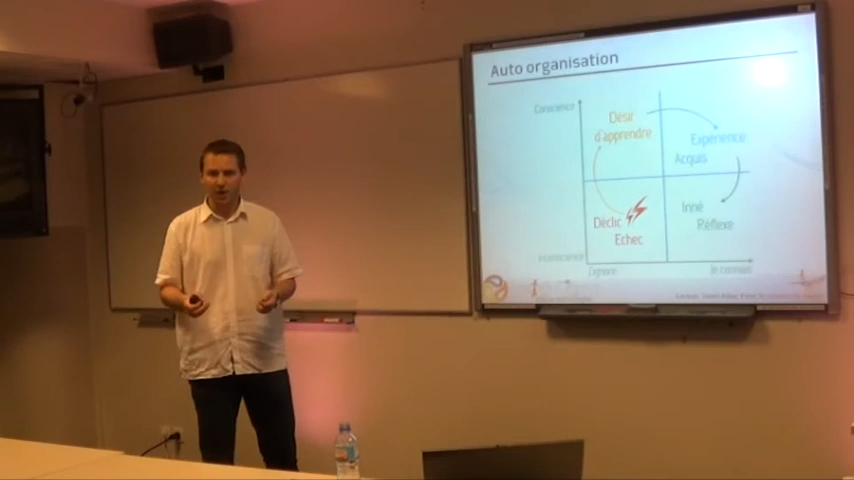 Auto organisation
Conscience
Désir
d'apprendre
Expérience
Acquis
Déclic
Echec
Inné
Réflexe
Inconscience
J'ignore
Je connais